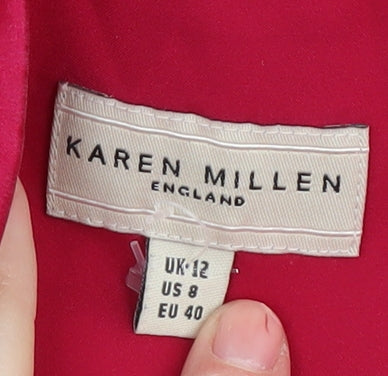 KAREN MILLEN
ENGLAND
UK·12
US 8
EU 40